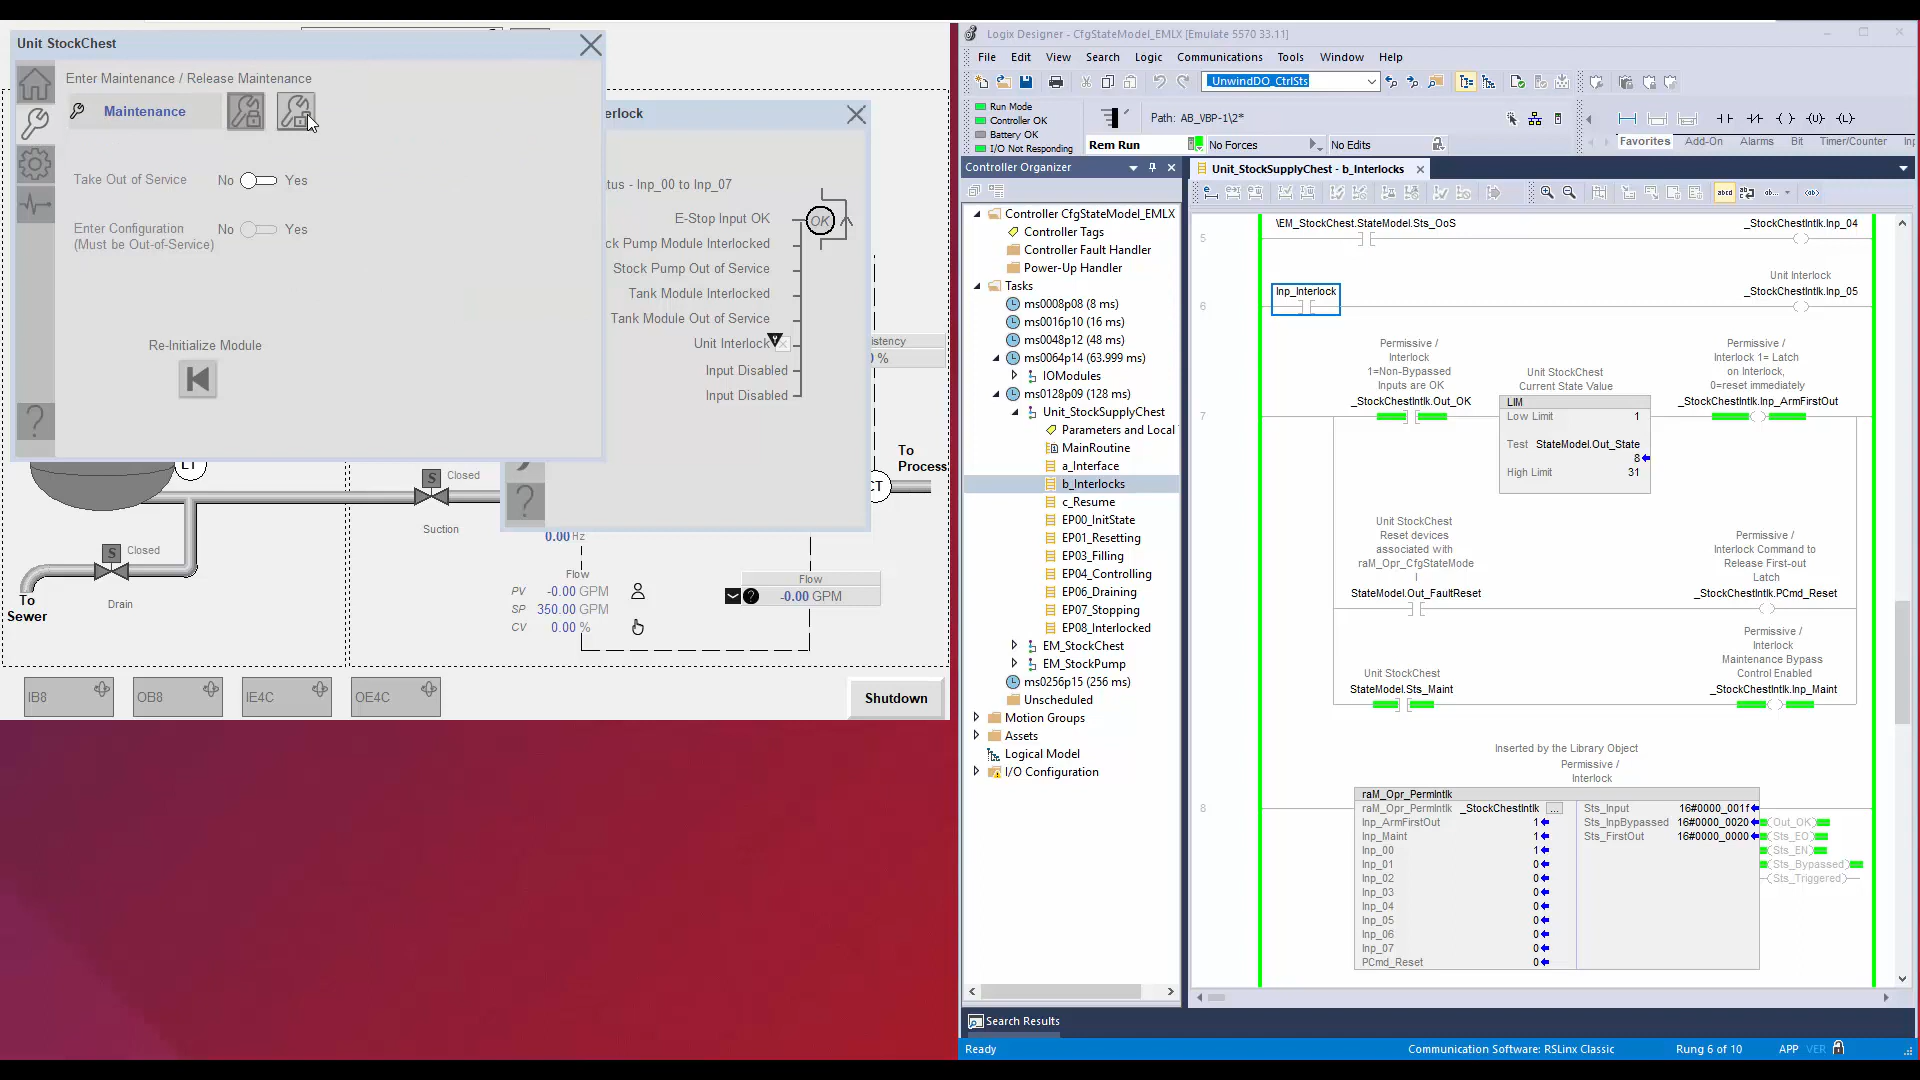 Unit StockChest
Enter Maintenance / Release Maintenance
Maintenance
Take Out of Service
No
Yes
Enter Configuration
(Must be Out-of-Service)
No
Yes
Re-Initialize Module
?
erlock
tus - Inp_00 to Inp_07
E-Stop Input OK
OK
ck Pump Module Interlocked
Stock Pump Out of Service
Tank Module Interlocked
Tank Module Out of Service
Unit Interlock
Input Disabled
Input Disabled
?
istency
%
LT
S
Closed
Suction
S
Closed
Drain
To
Sewer
To
Process
CT
0.00 Hz
Flow
PV -0.00 GPM
SP 350.00 GPM
CV 0.00 %
Flow
? -0.00 GPM
IB8
OB8
IE4C
OE4C
Shutdown
Logix Designer - CfgStateModel_EMLX [Emulate 5570 33.11]
File Edit View Search Logic Communications Tools Window Help
UnwindDO_CtrlSts
Run Mode
Controller OK
Battery OK
I/O Not Responding
Path: AB_VBP-1\2*
Rem Run
No Forces
No Edits
Favorites Add-On Alarms Bit Timer/Counter Inp
Controller Organizer
Controller CfgStateModel_EMLX
Controller Tags
Controller Fault Handler
Power-Up Handler
Tasks
ms0008p08 (8 ms)
ms0016p10 (16 ms)
ms0048p12 (48 ms)
ms0064p14 (63.999 ms)
IOModules
ms0128p09 (128 ms)
Unit_StockSupplyChest
Parameters and Local
MainRoutine
a_Interface
b_Interlocks
c_Resume
EP00_InitState
EP01_Resetting
EP03_Filling
EP04_Controlling
EP06_Draining
EP07_Stopping
EP08_Interlocked
EM_StockChest
EM_StockPump
ms0256p15 (256 ms)
Unscheduled
Motion Groups
Assets
Logical Model
I/O Configuration
Unit_StockSupplyChest - b_Interlocks
5
\EM_StockChest.StateModel.Sts_OoS
_StockChestIntlk.Inp_04
6
Inp_Interlock
Unit Interlock
_StockChestIntlk.Inp_05
7
Permissive /
Interlock
1=Non-Bypassed
Inputs are OK
_StockChestIntlk.Out_OK
Unit StockChest
Current State Value
LIM
Low Limit 1
Test StateModel.Out_State
8
High Limit 31
Permissive /
Interlock 1= Latch
on Interlock,
0=reset immediately
_StockChestIntlk.Inp_ArmFirstOut
Unit StockChest
Reset devices
associated with
raM_Opr_CfgStateMode
l
StateModel.Out_FaultReset
Permissive /
Interlock Command to
Release First-out
Latch
_StockChestIntlk.PCmd_Reset
Unit StockChest
StateModel.Sts_Maint
Permissive /
Interlock
Maintenance Bypass
Control Enabled
_StockChestIntlk.Inp_Maint
Inserted by the Library Object
Permissive /
Interlock
8
raM_Opr_PermIntlk
raM_Opr_PermIntlk _StockChestIntlk ...
Inp_ArmFirstOut 1
Inp_Maint 1
Inp_00 1
Inp_01 0
Inp_02 0
Inp_03 0
Inp_04 0
Inp_05 0
Inp_06 0
Inp_07 0
PCmd_Reset 0
Sts_Input 16#0000_001f
Sts_InpBypassed 16#0000_0020
Sts_FirstOut 16#0000_0000
Out_OK
Sts_EO
Sts_EN
Sts_Bypassed
Sts_Triggered
Search Results
Ready
Communication Software: RSLinx Classic
Rung 6 of 10
APP VER